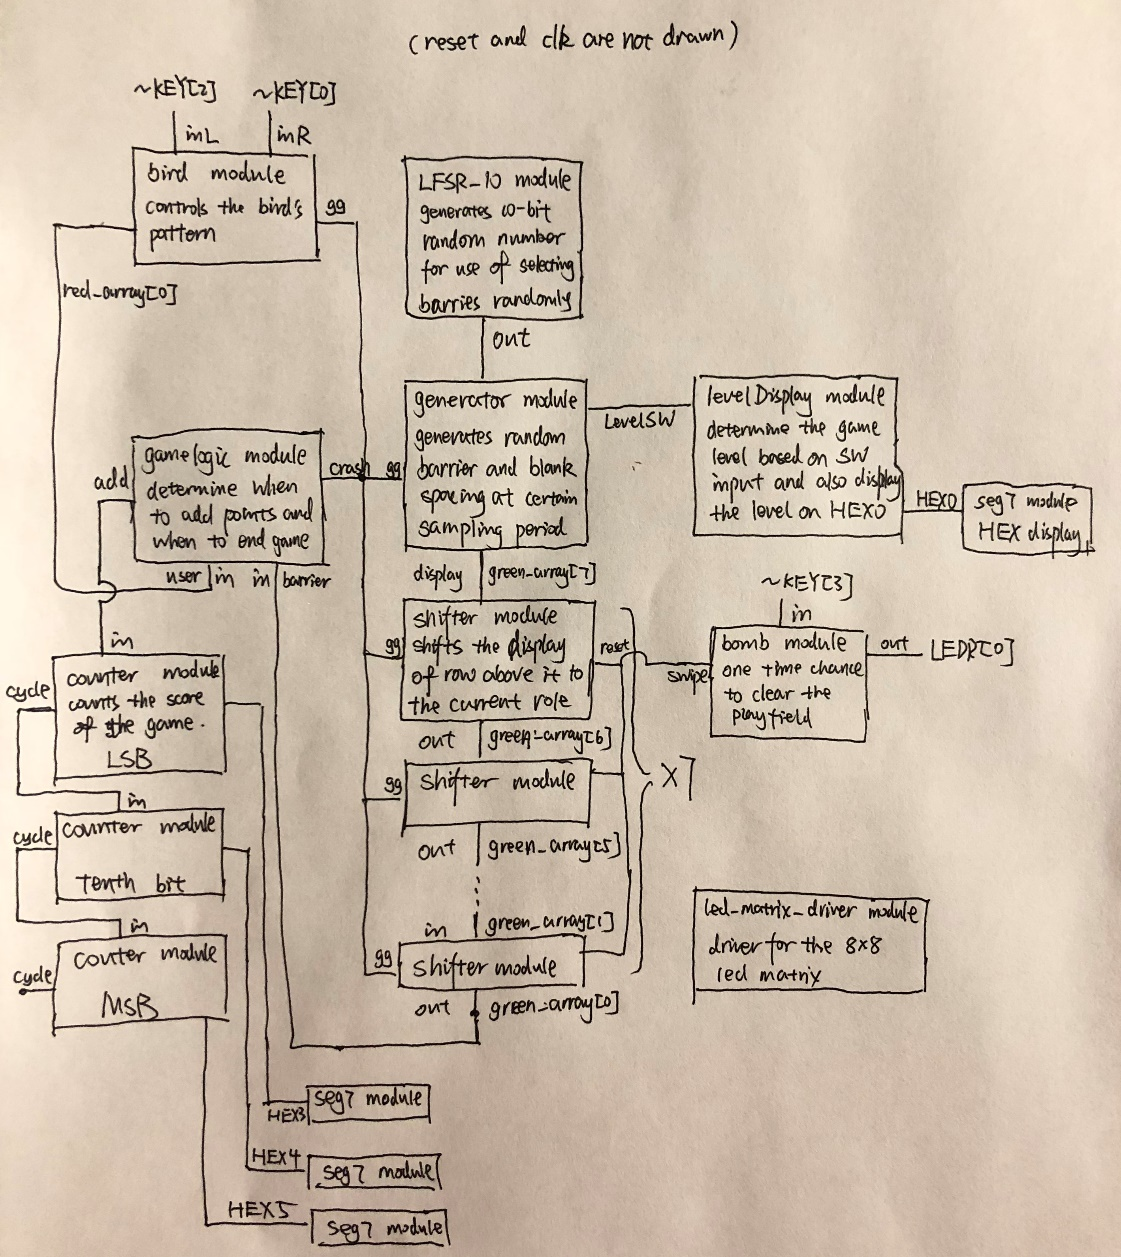 (reset and clk are not drawn)
~KEY[2] ~KEY[0]
inL inR
bird module
controls the bird's
pattern
gg
red_array[0]
LFSR_10 module
generates 10-bit
random number
for use of selecting
barries randomly
out
generator module
generates random
barrier and blank
spacing at certain
sampling period
gg
LevelSW
levelDisplay module
determine the game
level based on SW
input and also display
the level on HEX0
HEX0
seg7 module
HEX display
gamelogic module
determine when
to add points and
when to end game
add
crash
user in in barrier
display green_array[7]
shifter module
shifts the display
of row above it to
the current role
gg
reset
swipe
~KEY[3]
in
bomb module
one time chance
to clear the
playfield
out LEDR[0]
in
counter module
counts the score
of the game.
LSB
cycle
out green_array[6]
shifter module
gg
X7
in
counter module
tenth bit
cycle
out green_array[5]
in green_array[1]
shifter module
gg
out green_array[0]
in
couter module
MSB
cycle
led_matrix_driver module
driver for the 8x8
led matrix
HEX3 seg7 module
HEX4 seg7 module
HEX5 seg7 module